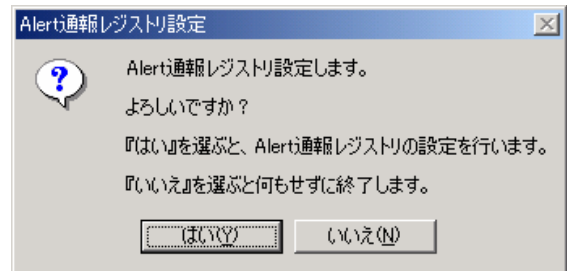 Alert通報レジストリ設定
Alert通報レジストリ設定します。
よろしいですか？
『はい』を選ぶと、Alert通報レジストリの設定を行います。
『いいえ』を選ぶと何もせずに終了します。
はい(Y) いいえ(N)